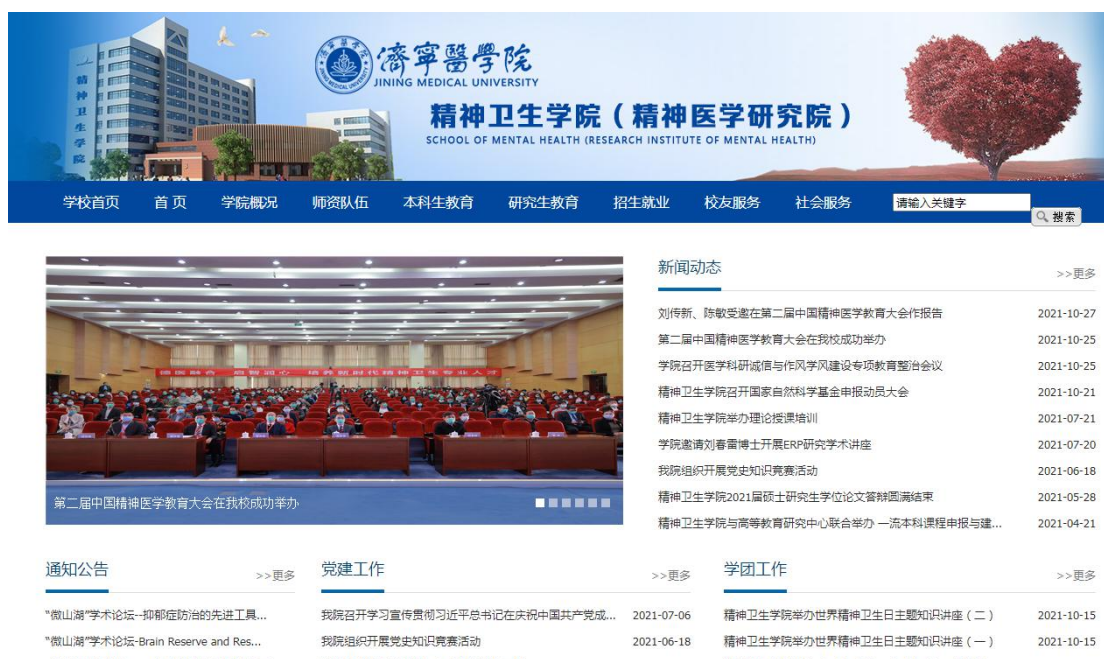 精神卫生学院
濟寧醫學院
JINING MEDICAL UNIVERSITY
精神卫生学院（精神医学研究院）
SCHOOL OF MENTAL HEALTH (RESEARCH INSTITUTE OF MENTAL HEALTH)
学校首页 首 页 学院概况 师资队伍 本科生教育 研究生教育 招生就业 校友服务 社会服务 请输入关键字 搜索
新闻动态 >>更多
刘传新、陈敏受邀在第二届中国精神医学教育大会作报告 2021-10-27
第二届中国精神医学教育大会在我校成功举办 2021-10-25
学院召开医学科研诚信与作风学风建设专项教育整治会议 2021-10-25
精神卫生学院召开国家自然科学基金申报动员大会 2021-10-21
精神卫生学院举办理论授课培训 2021-07-21
学院邀请刘春雷博士开展ERP研究学术讲座 2021-07-20
我院组织开展党史知识竞赛活动 2021-06-18
精神卫生学院2021届硕士研究生学位论文答辩圆满结束 2021-05-28
精神卫生学院与高等教育研究中心联合举办 一流本科课程申报与建... 2021-04-21
培养新时代精神卫生专业人才
第二届中国精神医学教育大会在我校成功举办
通知公告 >>更多
“微山湖”学术论坛--抑郁症防治的先进工具...
“微山湖”学术论坛-Brain Reserve and Res...
党建工作 >>更多
我院召开学习宣传贯彻习近平总书记在庆祝中国共产党成... 2021-07-06
我院组织开展党史知识竞赛活动 2021-06-18
学团工作 >>更多
精神卫生学院举办世界精神卫生日主题知识讲座（二） 2021-10-15
精神卫生学院举办世界精神卫生日主题知识讲座（一） 2021-10-15